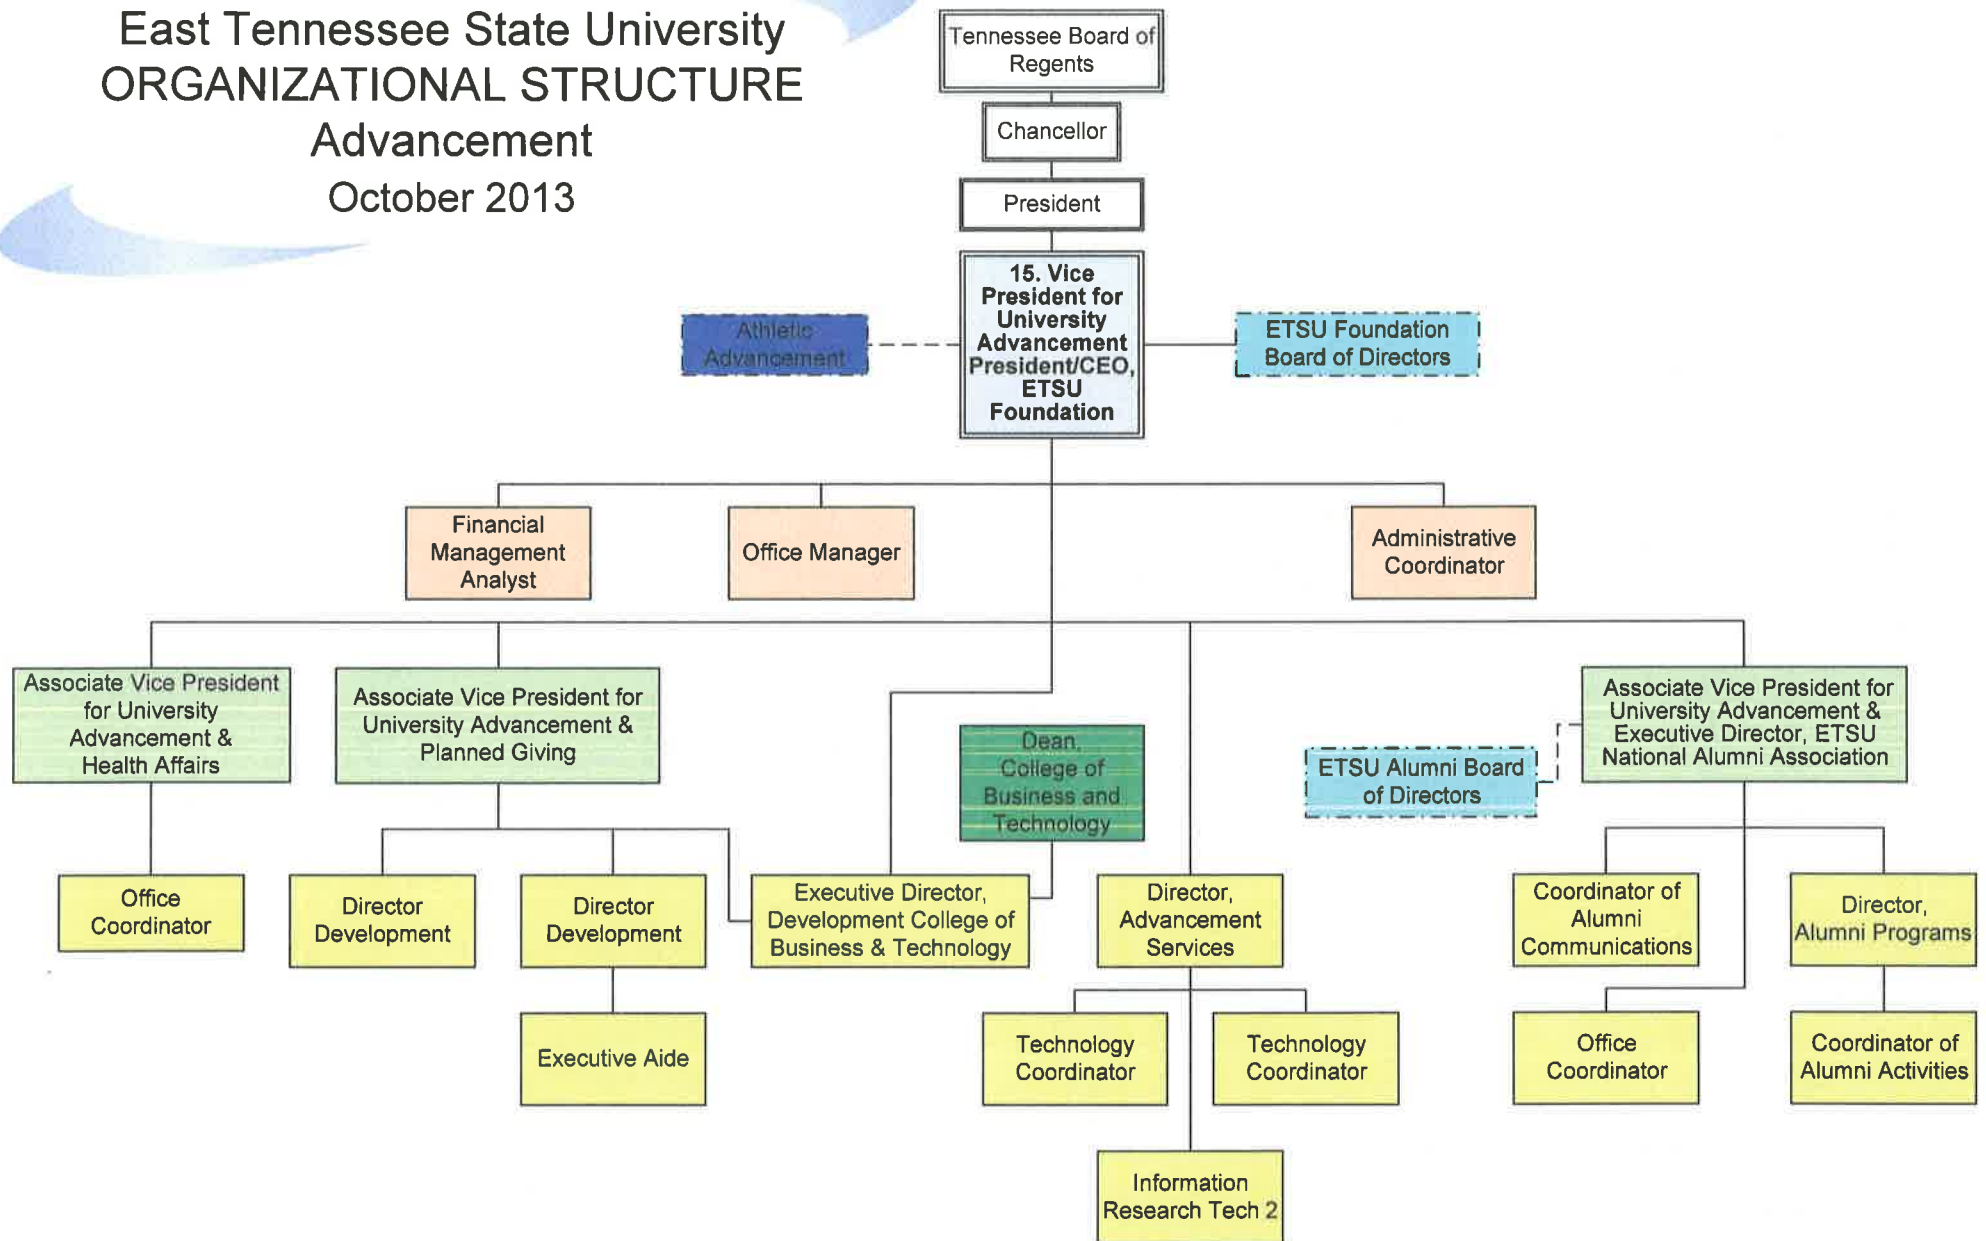 East Tennessee State University
ORGANIZATIONAL STRUCTURE
Advancement
October 2013
Tennessee Board of
Regents
Chancellor
President
15. Vice
President for
University
Advancement
President/CEO,
ETSU
Foundation
Athletic
Advancement
ETSU Foundation
Board of Directors
Financial
Management
Analyst
Office Manager
Administrative
Coordinator
Associate Vice President
for University
Advancement &
Health Affairs
Associate Vice President for
University Advancement &
Planned Giving
Dean,
College of
Business and
Technology
ETSU Alumni Board
of Directors
Associate Vice President for
University Advancement &
Executive Director, ETSU
National Alumni Association
Office
Coordinator
Director
Development
Director
Development
Executive Director,
Development College of
Business & Technology
Director,
Advancement
Services
Coordinator of
Alumni
Communications
Director,
Alumni Programs
Executive Aide
Technology
Coordinator
Technology
Coordinator
Office
Coordinator
Coordinator of
Alumni Activities
Information
Research Tech 2